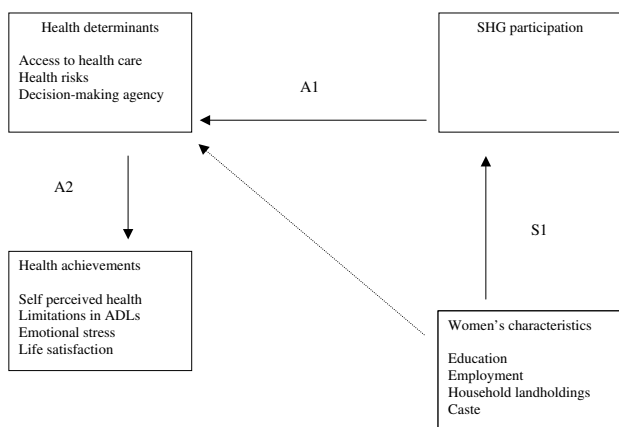 Health determinants
Access to health care
Health risks
Decision-making agency
SHG participation
A1
A2
S1
Health achievements
Self perceived health
Limitations in ADLs
Emotional stress
Life satisfaction
Women's characteristics
Education
Employment
Household landholdings
Caste